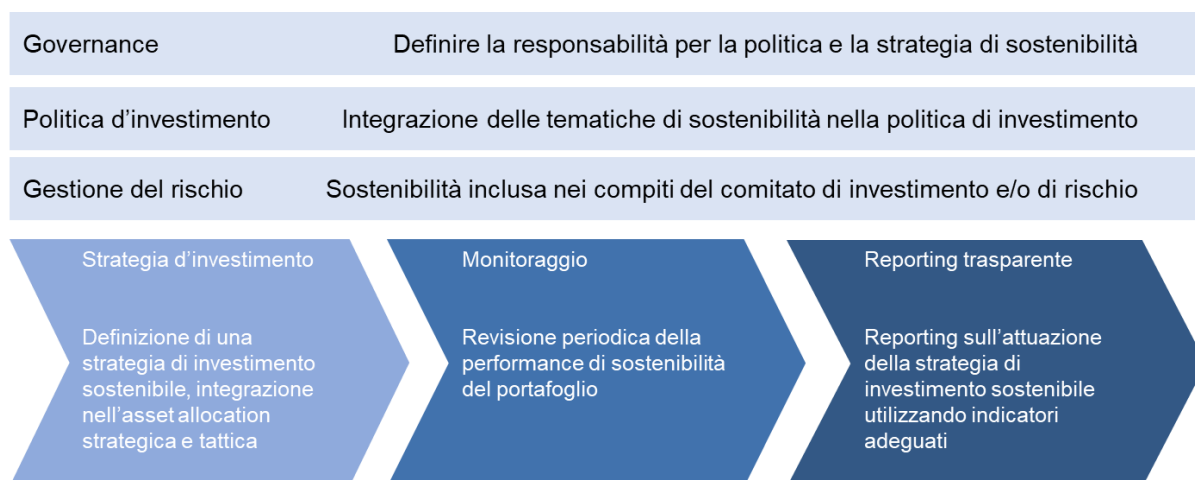 Governance Definire la responsabilità per la politica e la strategia di sostenibilità
Politica d’investimento Integrazione delle tematiche di sostenibilità nella politica di investimento
Gestione del rischio Sostenibilità inclusa nei compiti del comitato di investimento e/o di rischio
Strategia d’investimento
Definizione di una
strategia di investimento
sostenibile, integrazione
nell’asset allocation
strategica e tattica
Monitoraggio
Revisione periodica della
performance di sostenibilità
del portafoglio
Reporting trasparente
Reporting sull’attuazione
della strategia di
investimento sostenibile
utilizzando indicatori
adeguati